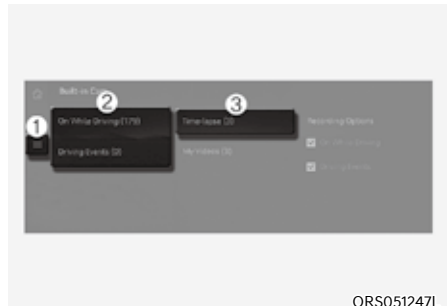 Built-in Cam
2
3
1
On While Driving (179)
Time-lapse (3)
Recording Options
On While Driving
Driving Events (2)
My Videos (3)
Driving Events
ORS051247L